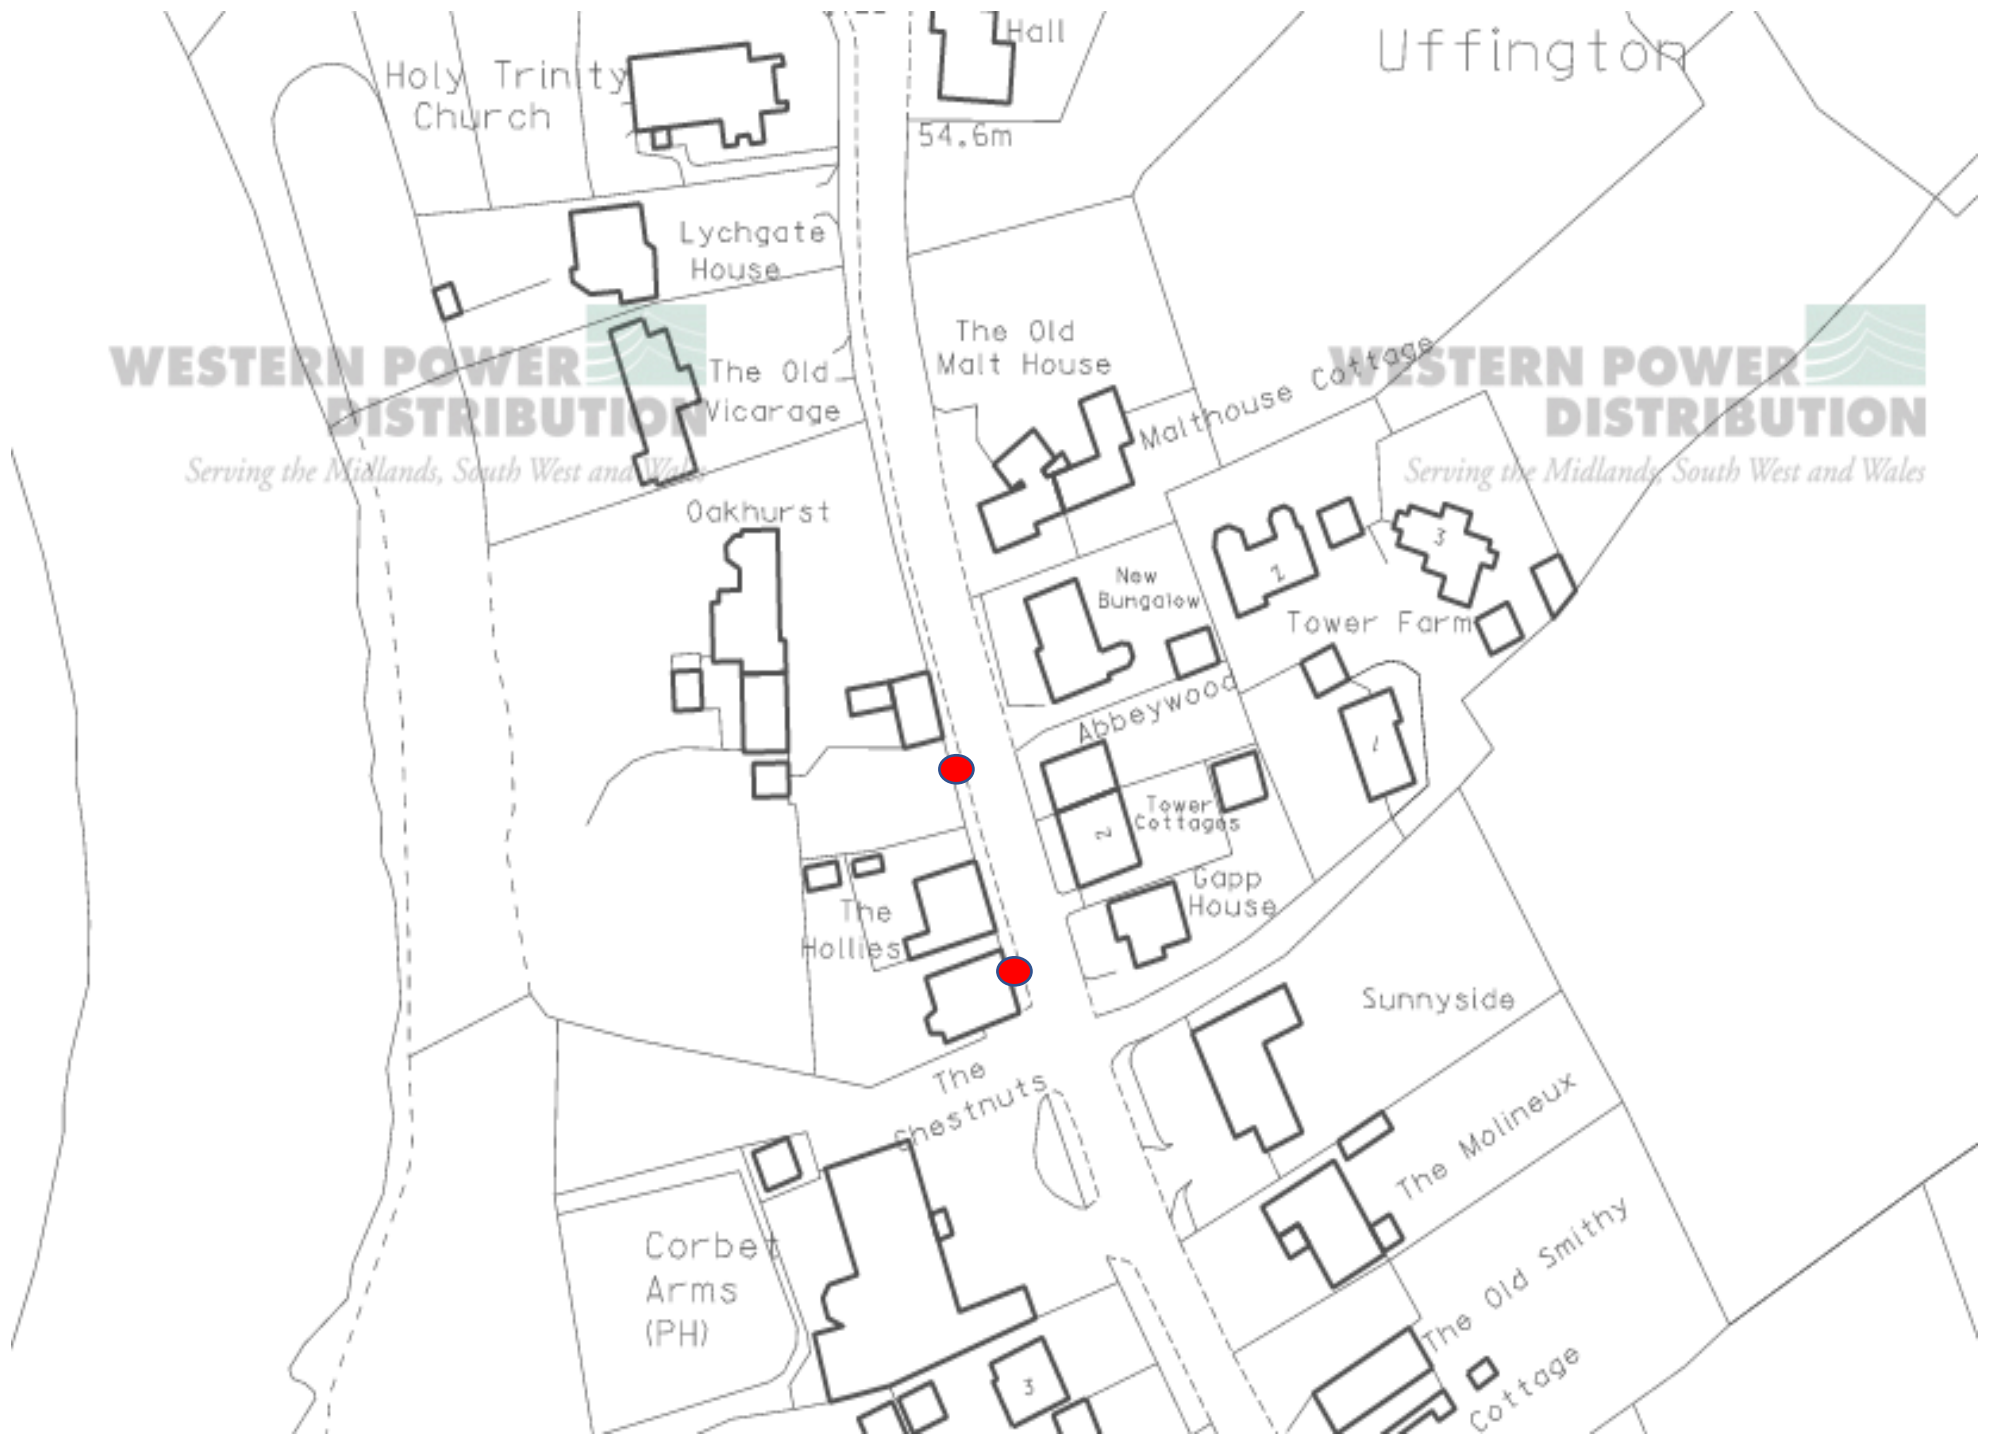 Hall
Uffington
Holy Trinity
Church
54.6m
Lychgate
House
WESTERN POWER
DISTRIBUTION
Serving the Midlands, South West and Wales
The Old
Vicarage
The Old
Malt House
Malthouse Cottage
WESTERN POWER
DISTRIBUTION
Serving the Midlands, South West and Wales
Oakhurst
New
Bungalow
2
3
Tower Farm
Abbeywood
1
Tower
Cottages
2
Gapp
House
The
Hollies
Sunnyside
The
Chestnuts
The Molineux
Corbet
Arms
(PH)
The Old Smithy
Cottage
3